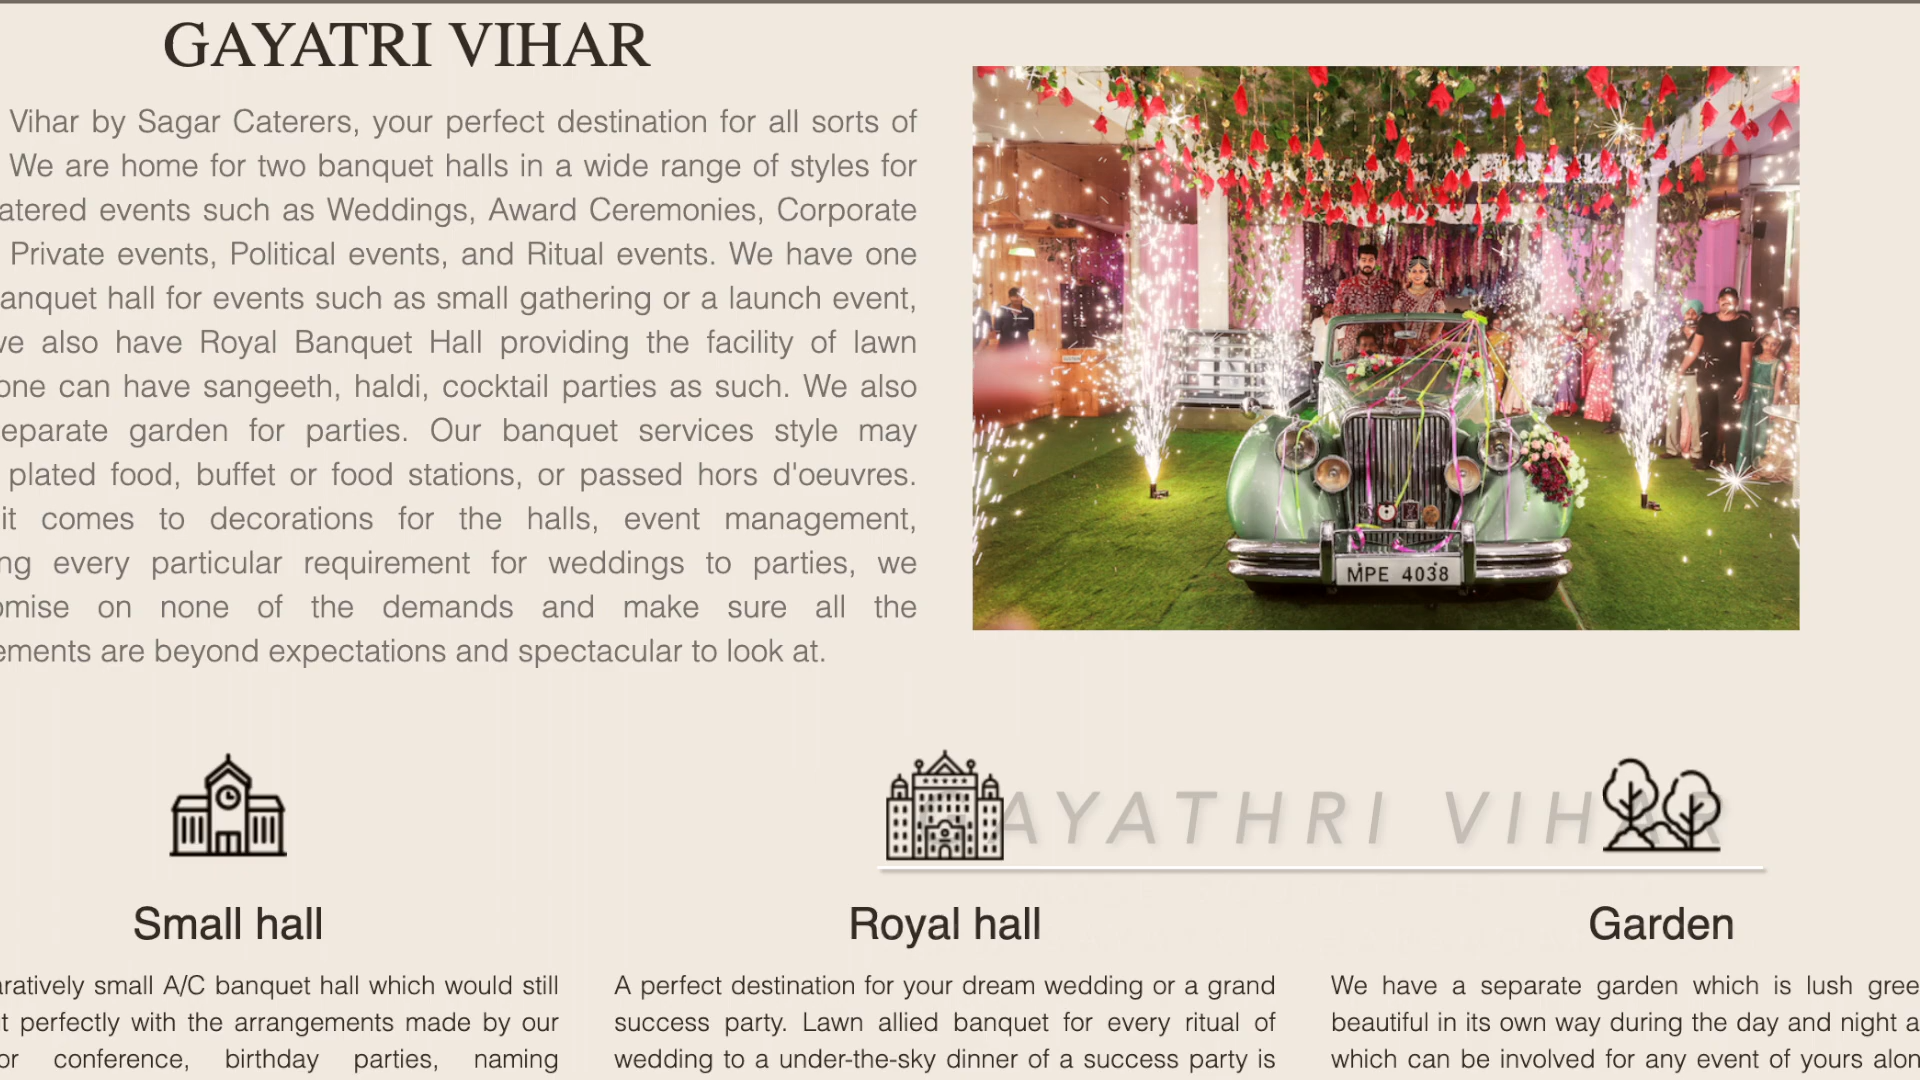 GAYATRI VIHAR
Vihar by Sagar Caterers, your perfect destination for all sorts of
We are home for two banquet halls in a wide range of styles for
atered events such as Weddings, Award Ceremonies, Corporate
Private events, Political events, and Ritual events. We have one
anquet hall for events such as small gathering or a launch event,
we also have Royal Banquet Hall providing the facility of lawn
one can have sangeeth, haldi, cocktail parties as such. We also
eparate garden for parties. Our banquet services style may
plated food, buffet or food stations, or passed hors d'oeuvres.
it comes to decorations for the halls, event management,
ng every particular requirement for weddings to parties, we
omise on none of the demands and make sure all the
ements are beyond expectations and spectacular to look at.
MPE 4038
AYATHRI VIHAR
Small hall
Royal hall
Garden
aratively small A/C banquet hall which would still
t perfectly with the arrangements made by our
or conference, birthday parties, naming
A perfect destination for your dream wedding or a grand
success party. Lawn allied banquet for every ritual of
wedding to a under-the-sky dinner of a success party is
We have a separate garden which is lush gree
beautiful in its own way during the day and night a
which can be involved for any event of yours alon